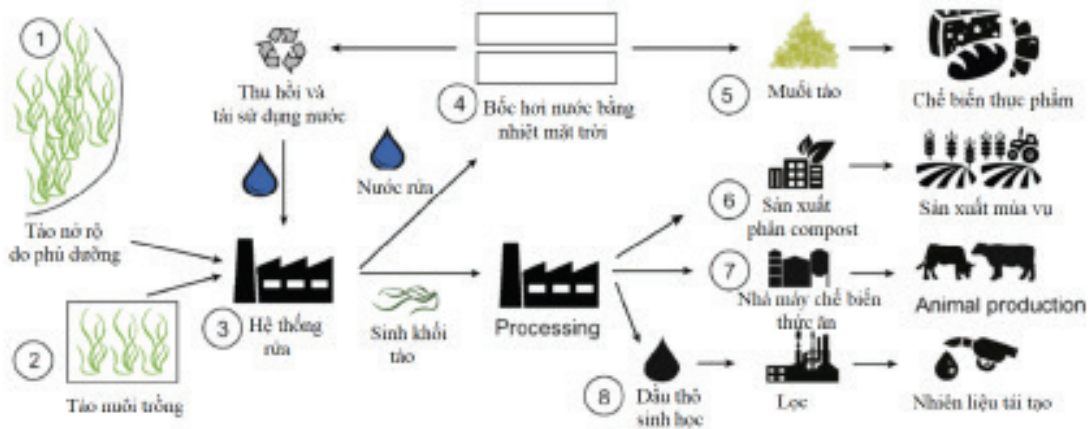 1
Tảo nở rộ
do phú dưỡng
2
Tảo nuôi trồng
Thu hồi và
tái sử dụng nước
3
Hệ thống
rửa
Nước rửa
4
Bốc hơi nước bằng
nhiệt mặt trời
Sinh khối
tảo
Processing
5
Muối tảo
Chế biến thực phẩm
6
Sản xuất
phân compost
Sản xuất mùa vụ
7
Nhà máy chế biến
thức ăn
Animal production
8
Dầu thô
sinh học
Lọc
Nhiên liệu tái tạo